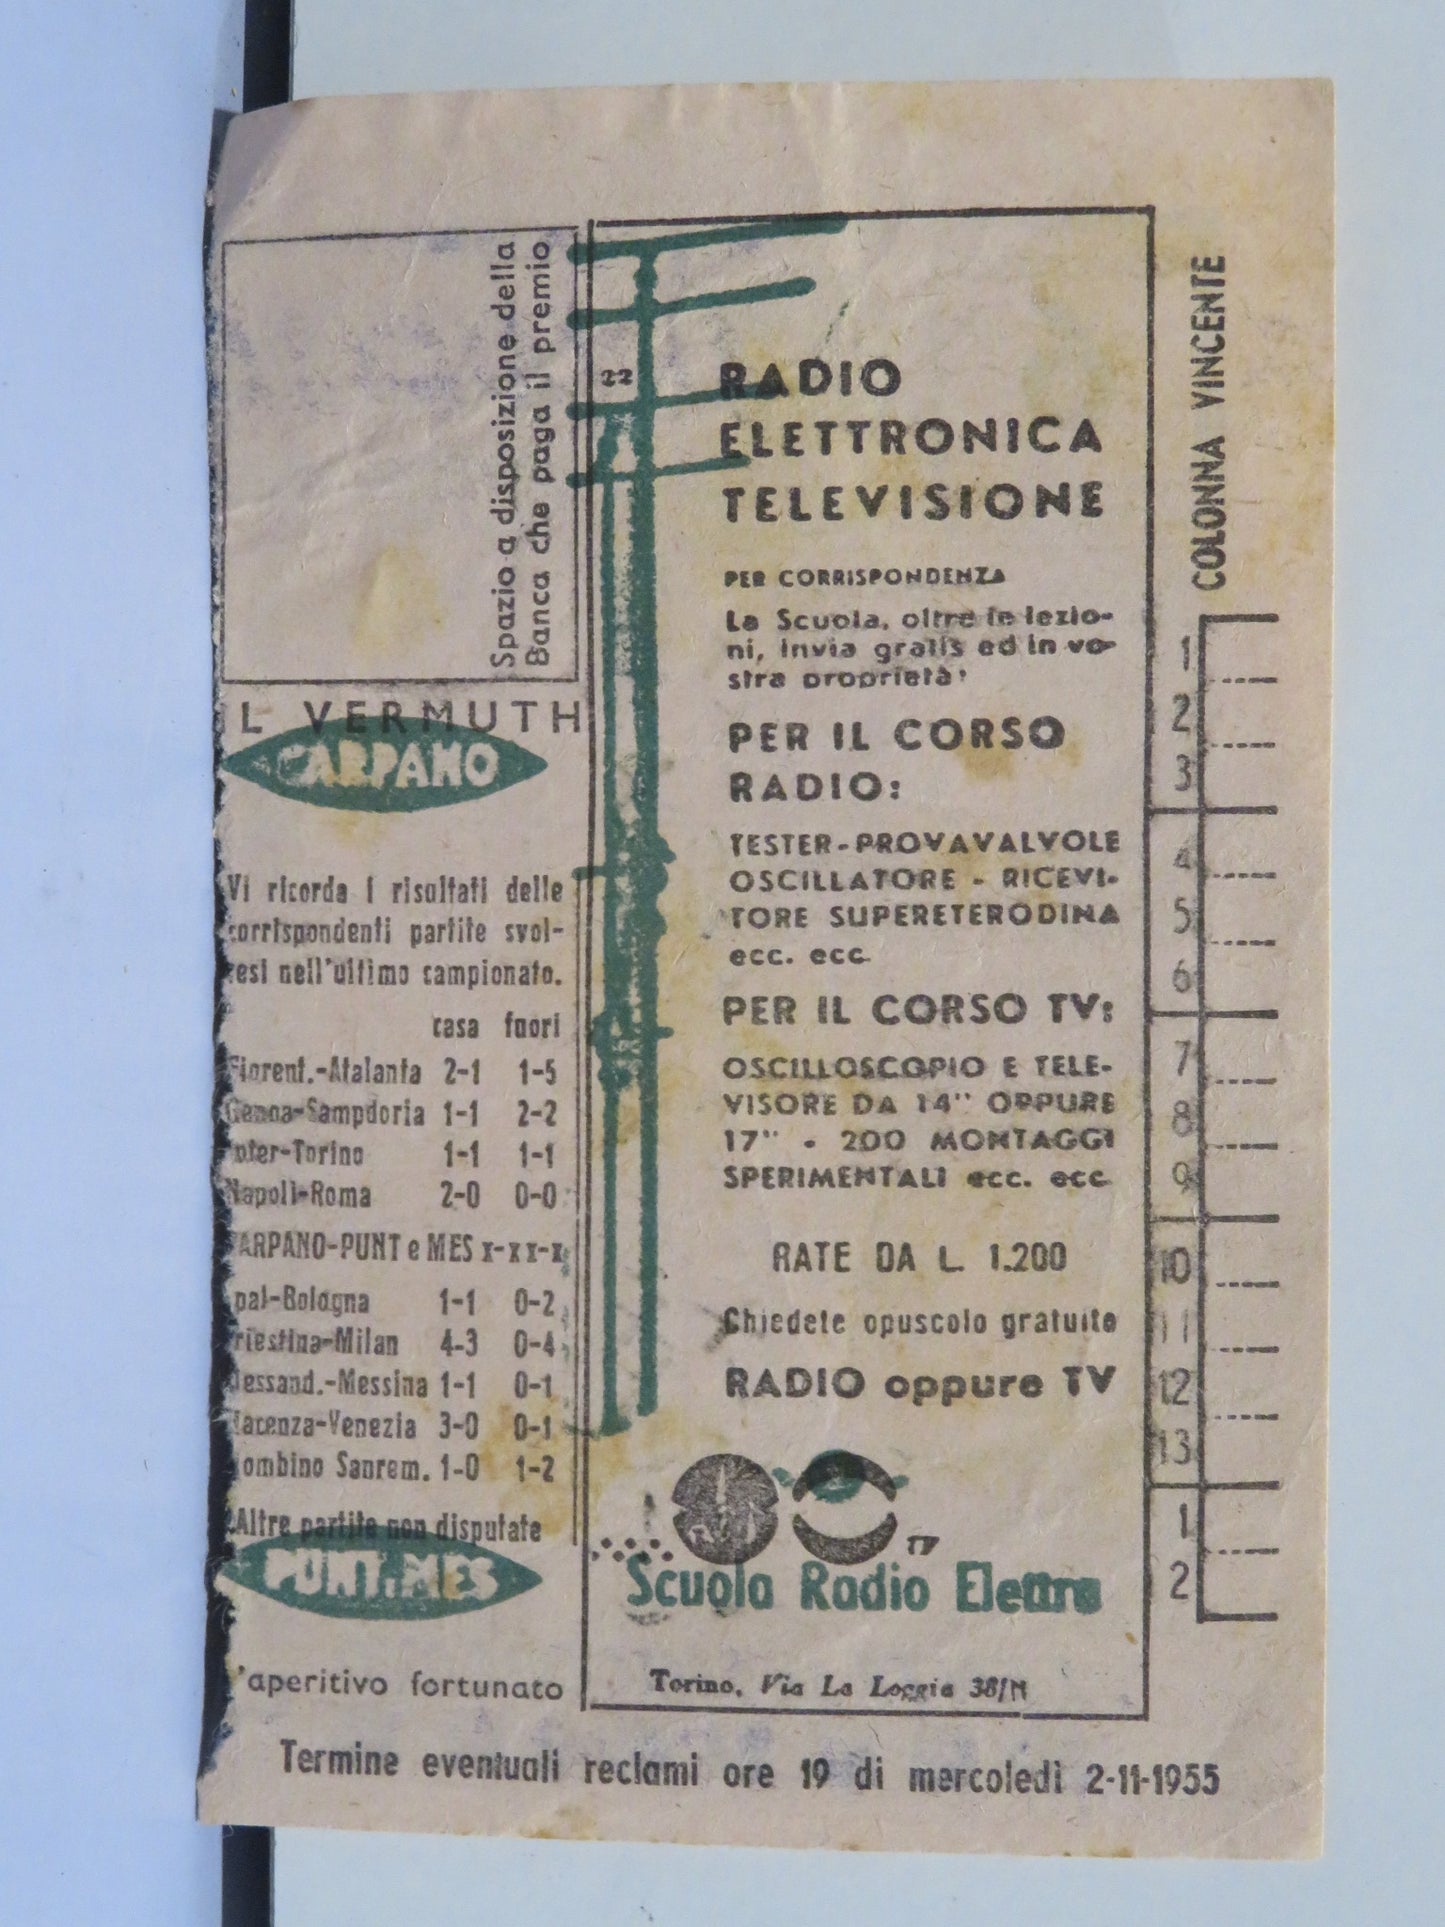 Spazio a disposizione della
Banca che paga il premio
L VERMUTH
CARPANO
Vi ricorda i risultati delle
corrispondenti partite svol-
tesi nell'ultimo campionato.
casa fuori
Fiorent.-Atalanta 2-1 1-5
Genoa-Sampdoria 1-1 2-2
Inter-Torino 1-1 1-1
Napoli-Roma 2-0 0-0
CARPANO-PUNT e MES x-x x-x
pal-Bologna 1-1 0-2
Triestina-Milan 4-3 0-4
lessand.-Messina 1-1 0-1
Piacenza-Venezia 3-0 0-1
iombino Sanrem. 1-0 1-2
Altre partite non disputate
PUNT.MES
'aperitivo fortunato
22
RADIO
ELETTRONICA
TELEVISIONE
PER CORRISPONDENZA
La Scuola, oltre le lezio-
ni, invia gratis ed in vo-
stra proprietà:
PER IL CORSO
RADIO:
TESTER-PROVAVALVOLE
OSCILLATORE - RICEVI-
TORE SUPERETERODINA
ecc. ecc.
PER IL CORSO TV:
OSCILLOSCOPIO E TELE-
VISORE DA 14" OPPURE
17" - 200 MONTAGGI
SPERIMENTALI ecc. ecc.
RATE DA L. 1.200
Chiedete opuscolo gratuito
RADIO oppure TV
TV
Scuola Radio Elettra
Torino, Via La Loggia 38/N
COLONNA VINCENTE
1
2
3
4
5
6
7
8
9
10
11
12
13
1
2
Termine eventuali reclami ore 19 di mercoledì 2-11-1955